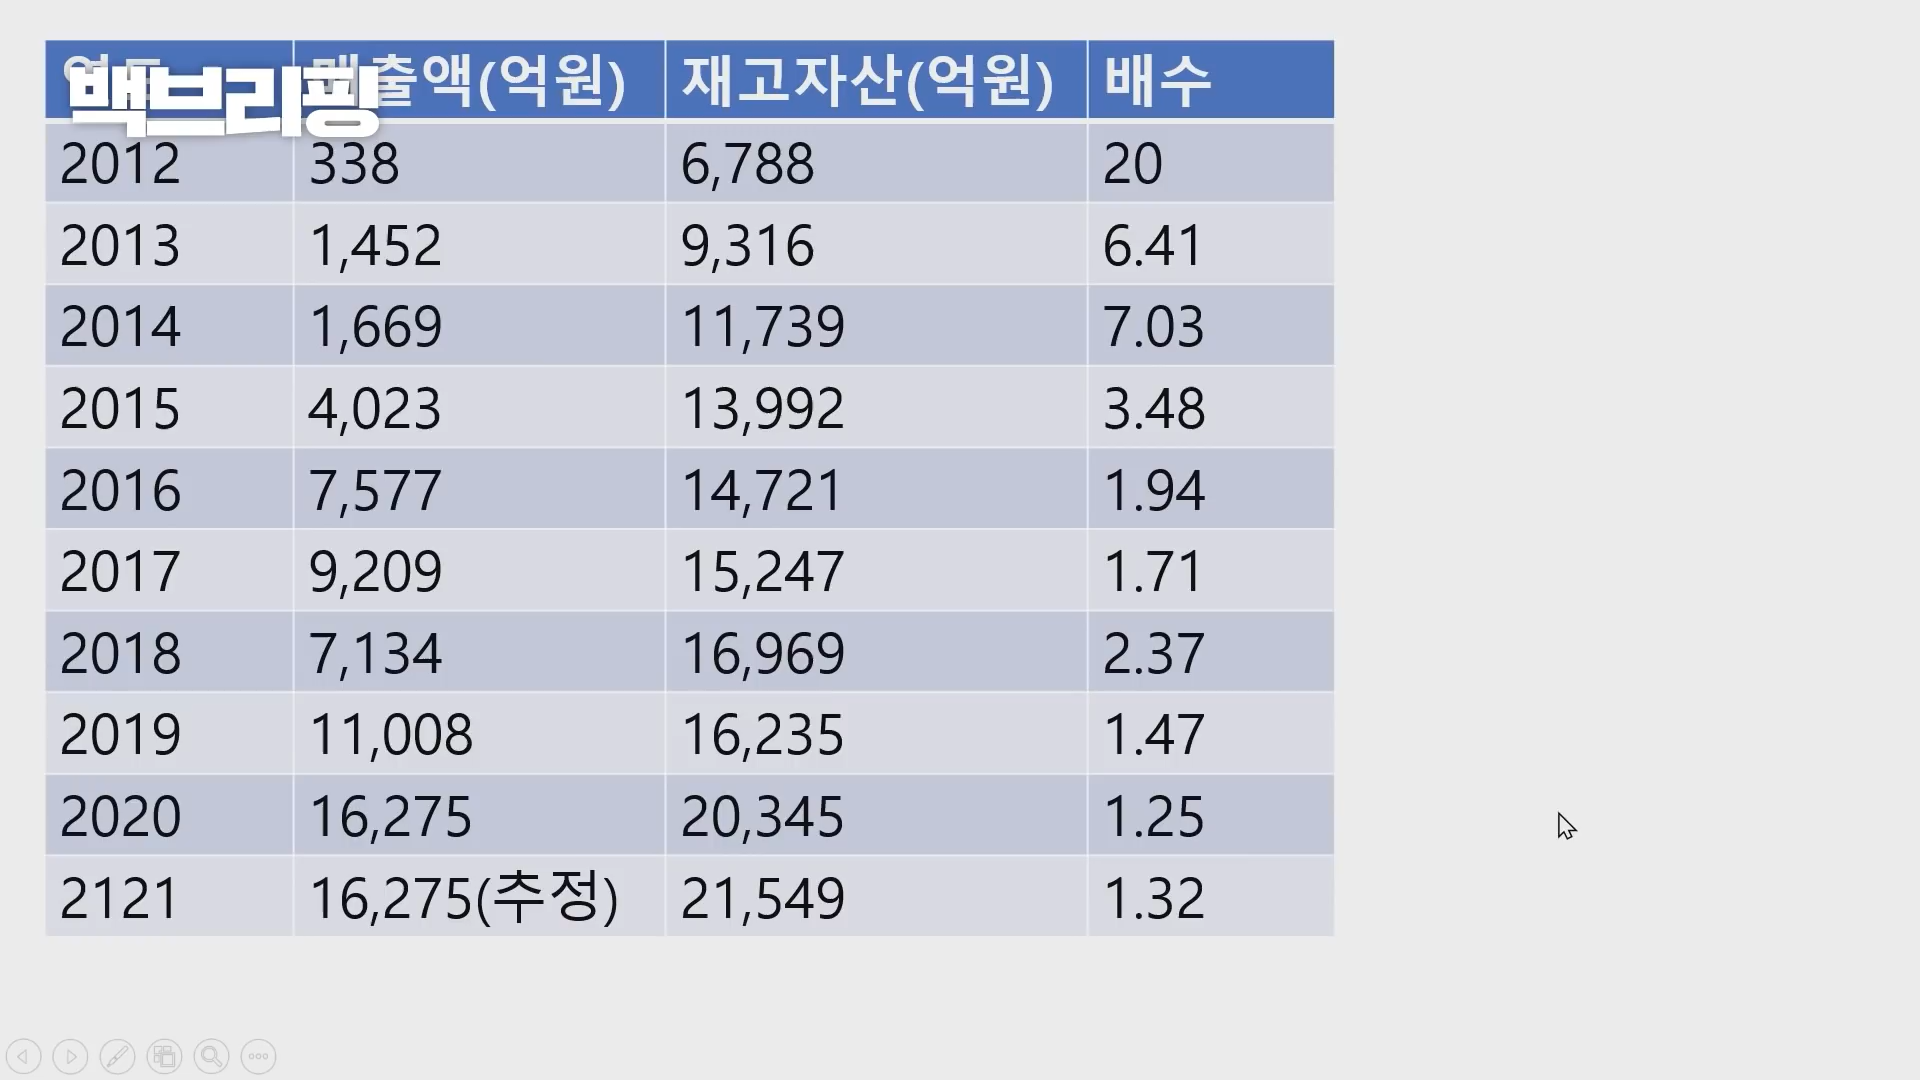 백브리핑
매출액(억원) 재고자산(억원) 배수
2012 338 6,788 20
2013 1,452 9,316 6.41
2014 1,669 11,739 7.03
2015 4,023 13,992 3.48
2016 7,577 14,721 1.94
2017 9,209 15,247 1.71
2018 7,134 16,969 2.37
2019 11,008 16,235 1.47
2020 16,275 20,345 1.25
2121 16,275(추정) 21,549 1.32